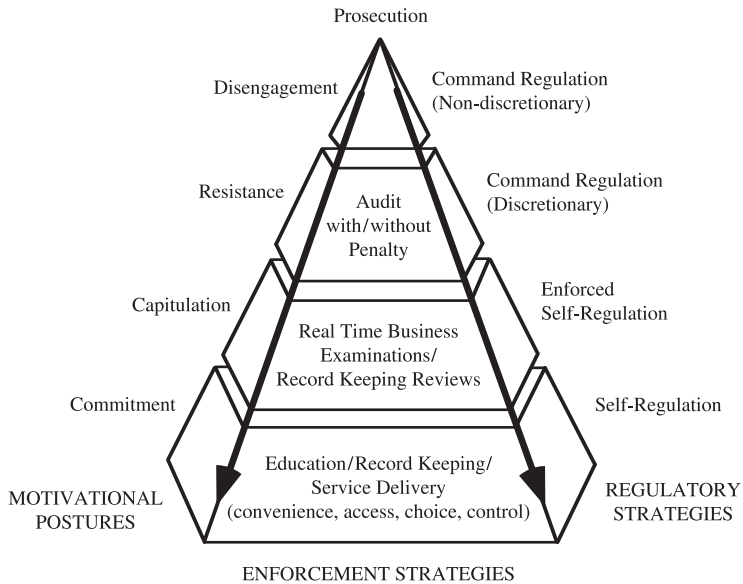 Prosecution
Disengagement
Command Regulation
(Non-discretionary)
Resistance
Audit
with/without
Penalty
Command Regulation
(Discretionary)
Capitulation
Real Time Business
Examinations/
Record Keeping Reviews
Enforced
Self-Regulation
Commitment
Education/Record Keeping/
Service Delivery
(convenience, access, choice, control)
Self-Regulation
MOTIVATIONAL
POSTURES
REGULATORY
STRATEGIES
ENFORCEMENT STRATEGIES